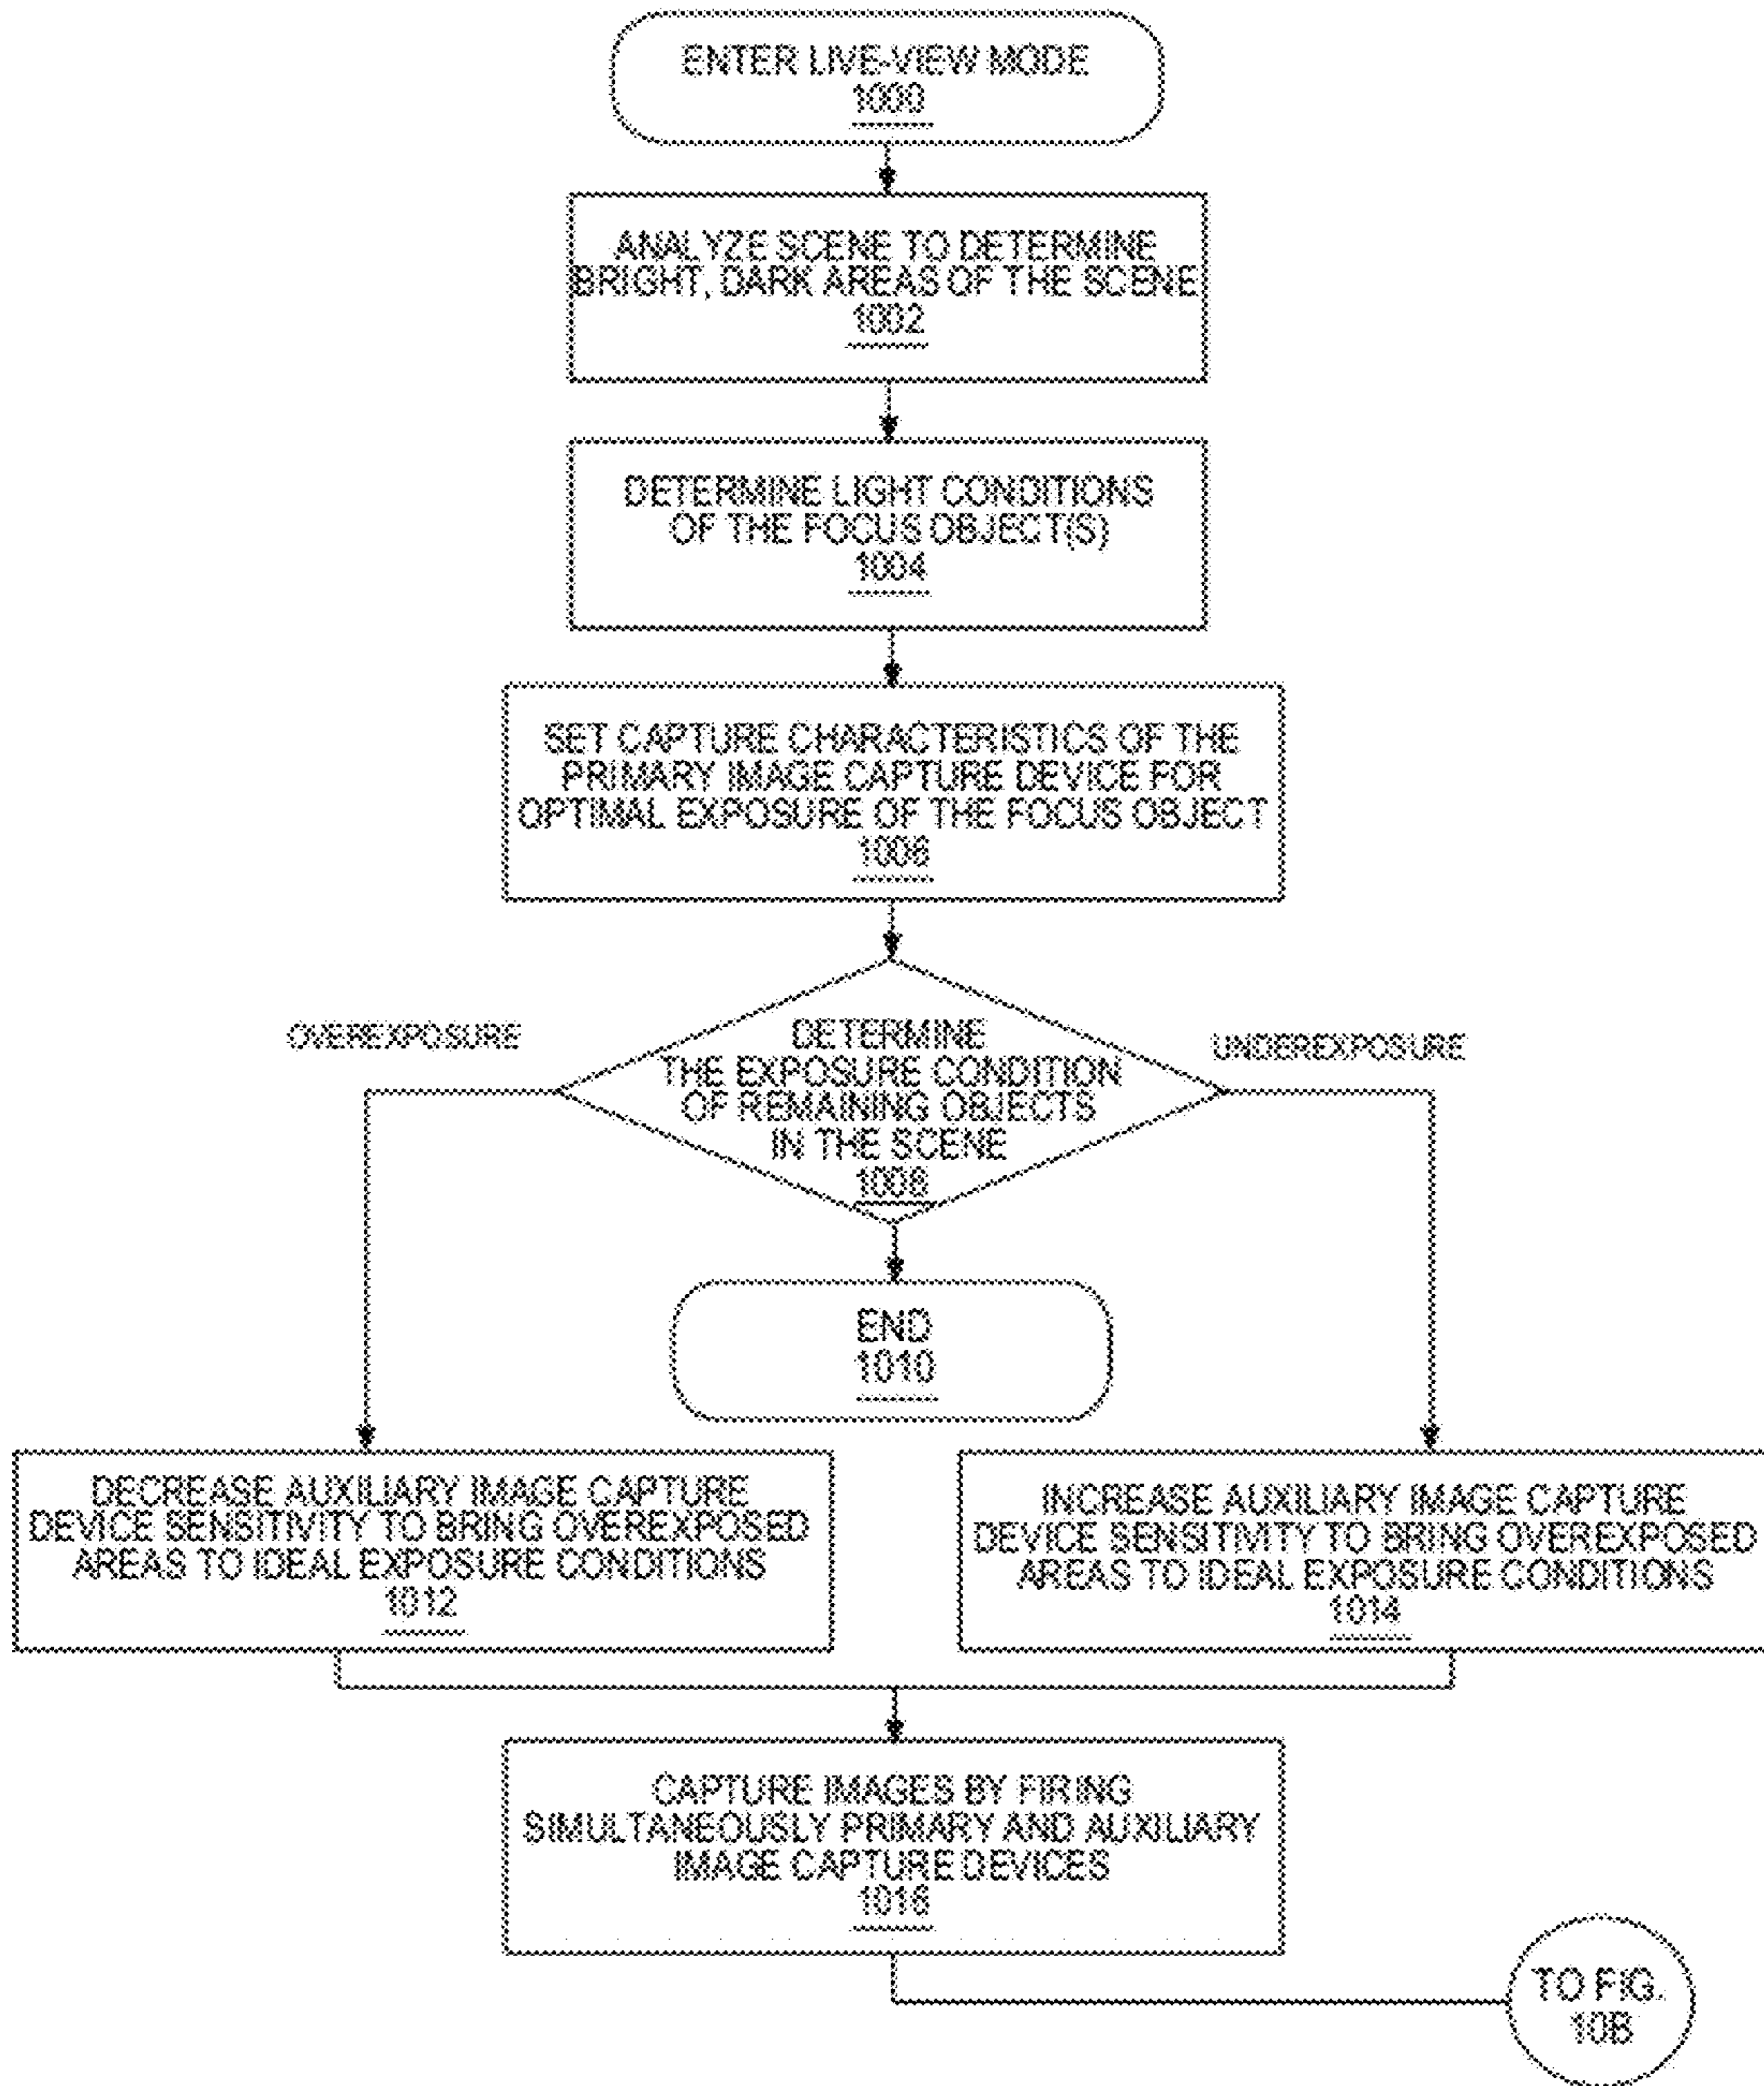 ENTER LIVE-VIEW MODE
1000
ANALYZE SCENE TO DETERMINE
BRIGHT, DARK AREAS OF THE SCENE
1002
DETERMINE LIGHT CONDITIONS
OF THE FOCUS OBJECT(S)
1004
SET CAPTURE CHARACTERISTICS OF THE
PRIMARY IMAGE CAPTURE DEVICE FOR
OPTIMAL EXPOSURE OF THE FOCUS OBJECT
1006
OVEREXPOSURE
DETERMINE
THE EXPOSURE CONDITION
OF REMAINING OBJECTS
IN THE SCENE
1008
UNDEREXPOSURE
END
1010
DECREASE AUXILIARY IMAGE CAPTURE
DEVICE SENSITIVITY TO BRING OVEREXPOSED
AREAS TO IDEAL EXPOSURE CONDITIONS
1012
INCREASE AUXILIARY IMAGE CAPTURE
DEVICE SENSITIVITY TO BRING OVEREXPOSED
AREAS TO IDEAL EXPOSURE CONDITIONS
1014
CAPTURE IMAGES BY FIRING
SIMULTANEOUSLY PRIMARY AND AUXILIARY
IMAGE CAPTURE DEVICES
1016
TO FIG.
10B